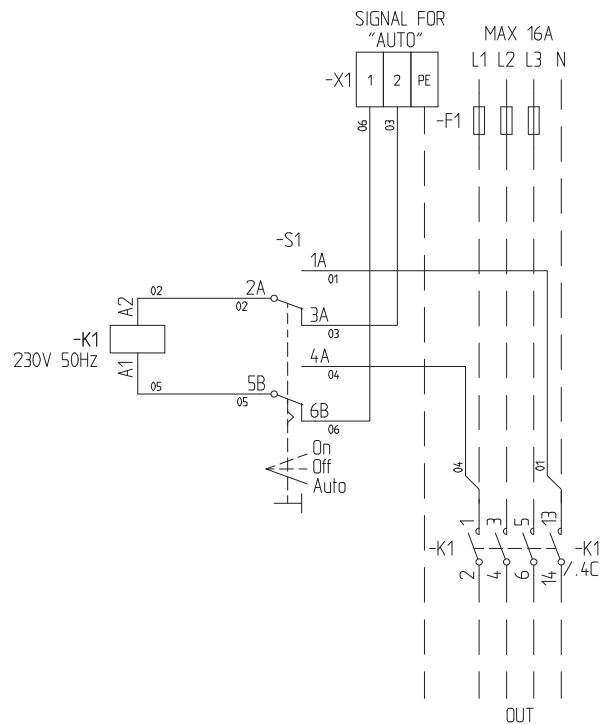 SIGNAL FOR
"AUTO"
MAX 16A
L1 L2 L3 N
-X1 1 2 PE
-F1
06 03
-S1
1A
01
02 2A
02
A2
3A
03
-K1
230V 50Hz
4A
04
A1
05 5B
05
6B
06
On
Off
Auto
04 01
1 3 5 13
-K1 -K1
2 4 6 14 /.4C
OUT